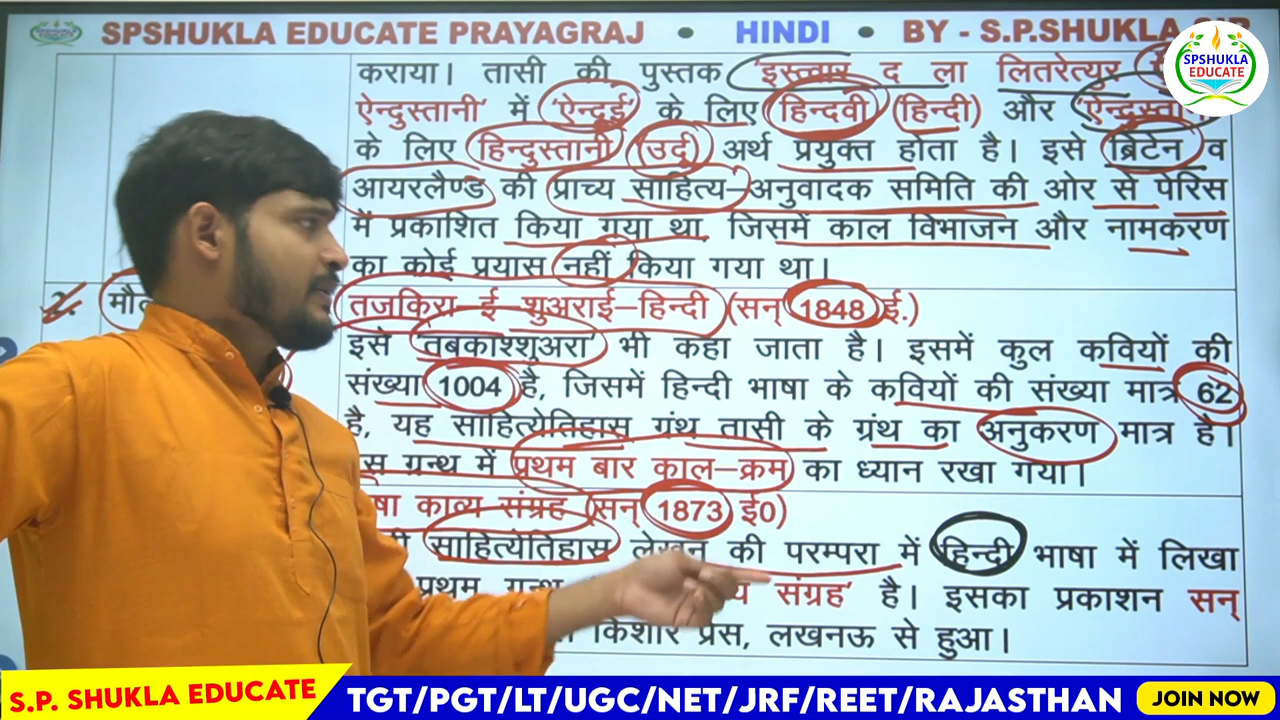 SPSHUKLA EDUCATE PRAYAGRAJ • HINDI • BY - S.P.SHUKLA
SPSHUKLA
EDUCATE
कराया। तासी की पुस्तक 'इस्त्वार द ला लितरेत्युर
ऐन्दुस्तानी' में 'ऐन्दुई' के लिए हिन्दवी (हिन्दी) और
के लिए हिन्दुस्तानी (उर्दू) अर्थ प्रयुक्त होता है। इसे ब्रिटेन व
आयरलैण्ड की प्राच्य साहित्य–अनुवादक समिति की ओर से पेरिस
में प्रकाशित किया गया था जिसमें काल विभाजन और नामकरण
का कोई प्रयास नहीं किया गया था।
2. तजकिरा ई शुअराई–हिन्दी (सन् 1848 ई.)
इसे 'तबकाश्शुअरा' भी कहा जाता है। इसमें कुल कवियों की
संख्या 1004 है, जिसमें हिन्दी भाषा के कवियों की संख्या मात्र 62
है, यह साहित्येतिहास ग्रंथ तासी के ग्रंथ का अनुकरण मात्र है।
ग्रन्थ में प्रथम बार काल–क्रम का ध्यान रखा गया।
काव्य संग्रह (सन् 1873 ई0)
साहित्येतिहास लेखन की परम्परा में हिन्दी भाषा में लिखा
प्रथम संग्रह' है। इसका प्रकाशन सन्
किशोर प्रेस, लखनऊ से हुआ।
S.P. SHUKLA EDUCATE
TGT/PGT/LT/UGC/NET/JRF/REET/RAJASTHAN
JOIN NOW